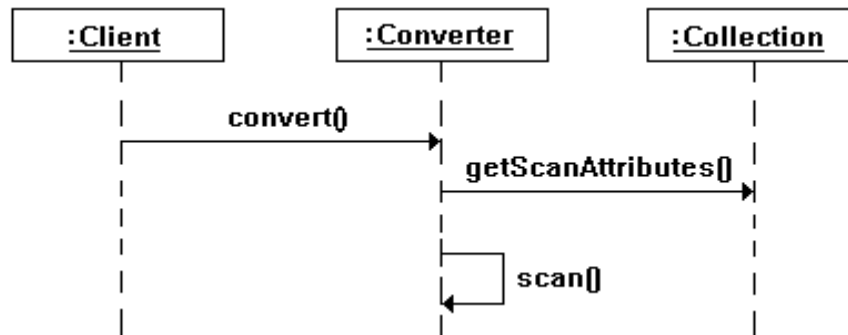 :Client
:Converter
:Collection
convert()
getScanAttributes()
scan()